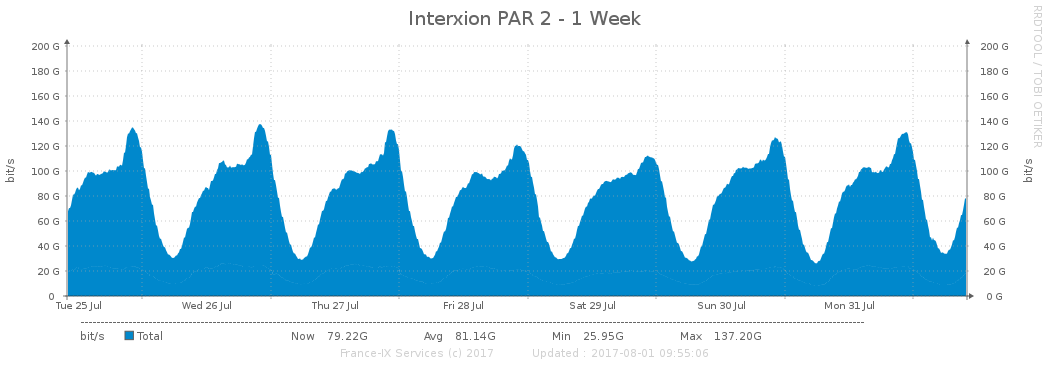 Interxion PAR 2 - 1 Week
RRDTOOL / TOBI OETIKER
bit/s
bit/s
200 G 200 G
180 G 180 G
160 G 160 G
140 G 140 G
120 G 120 G
100 G 100 G
80 G 80 G
60 G 60 G
40 G 40 G
20 G 20 G
0 0 G
Tue 25 Jul Wed 26 Jul Thu 27 Jul Fri 28 Jul Sat 29 Jul Sun 30 Jul Mon 31 Jul
bit/s Total Now 79.22G Avg 81.14G Min 25.95G Max 137.20G
France-IX Services (c) 2017 Updated : 2017-08-01 09:55:06